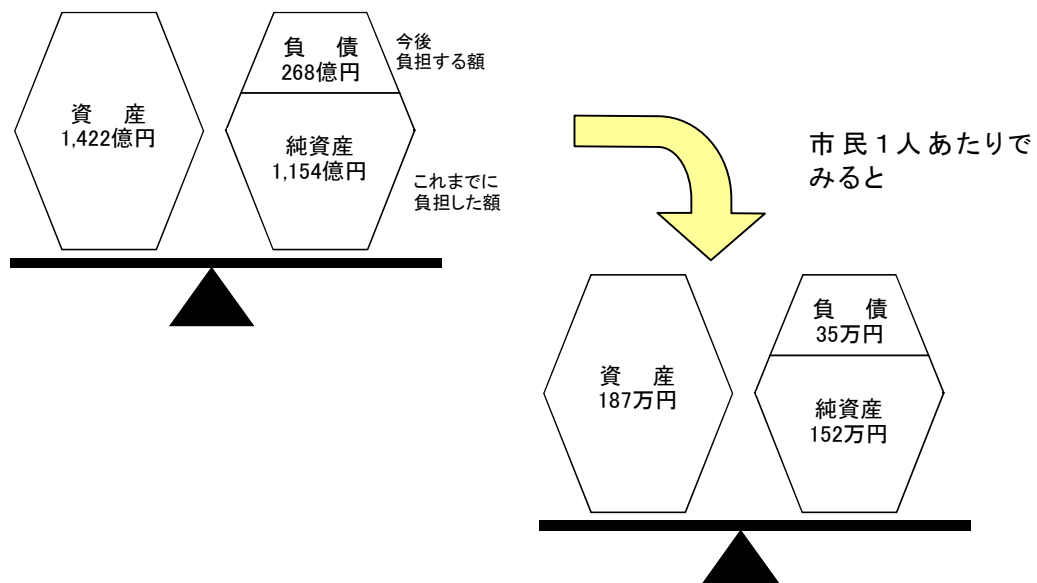 資　産
1,422億円
負　債
268億円
今後
負担する額
純資産
1,154億円
これまでに
負担した額
市民1人あたりで
みると
資　産
187万円
負　債
35万円
純資産
152万円